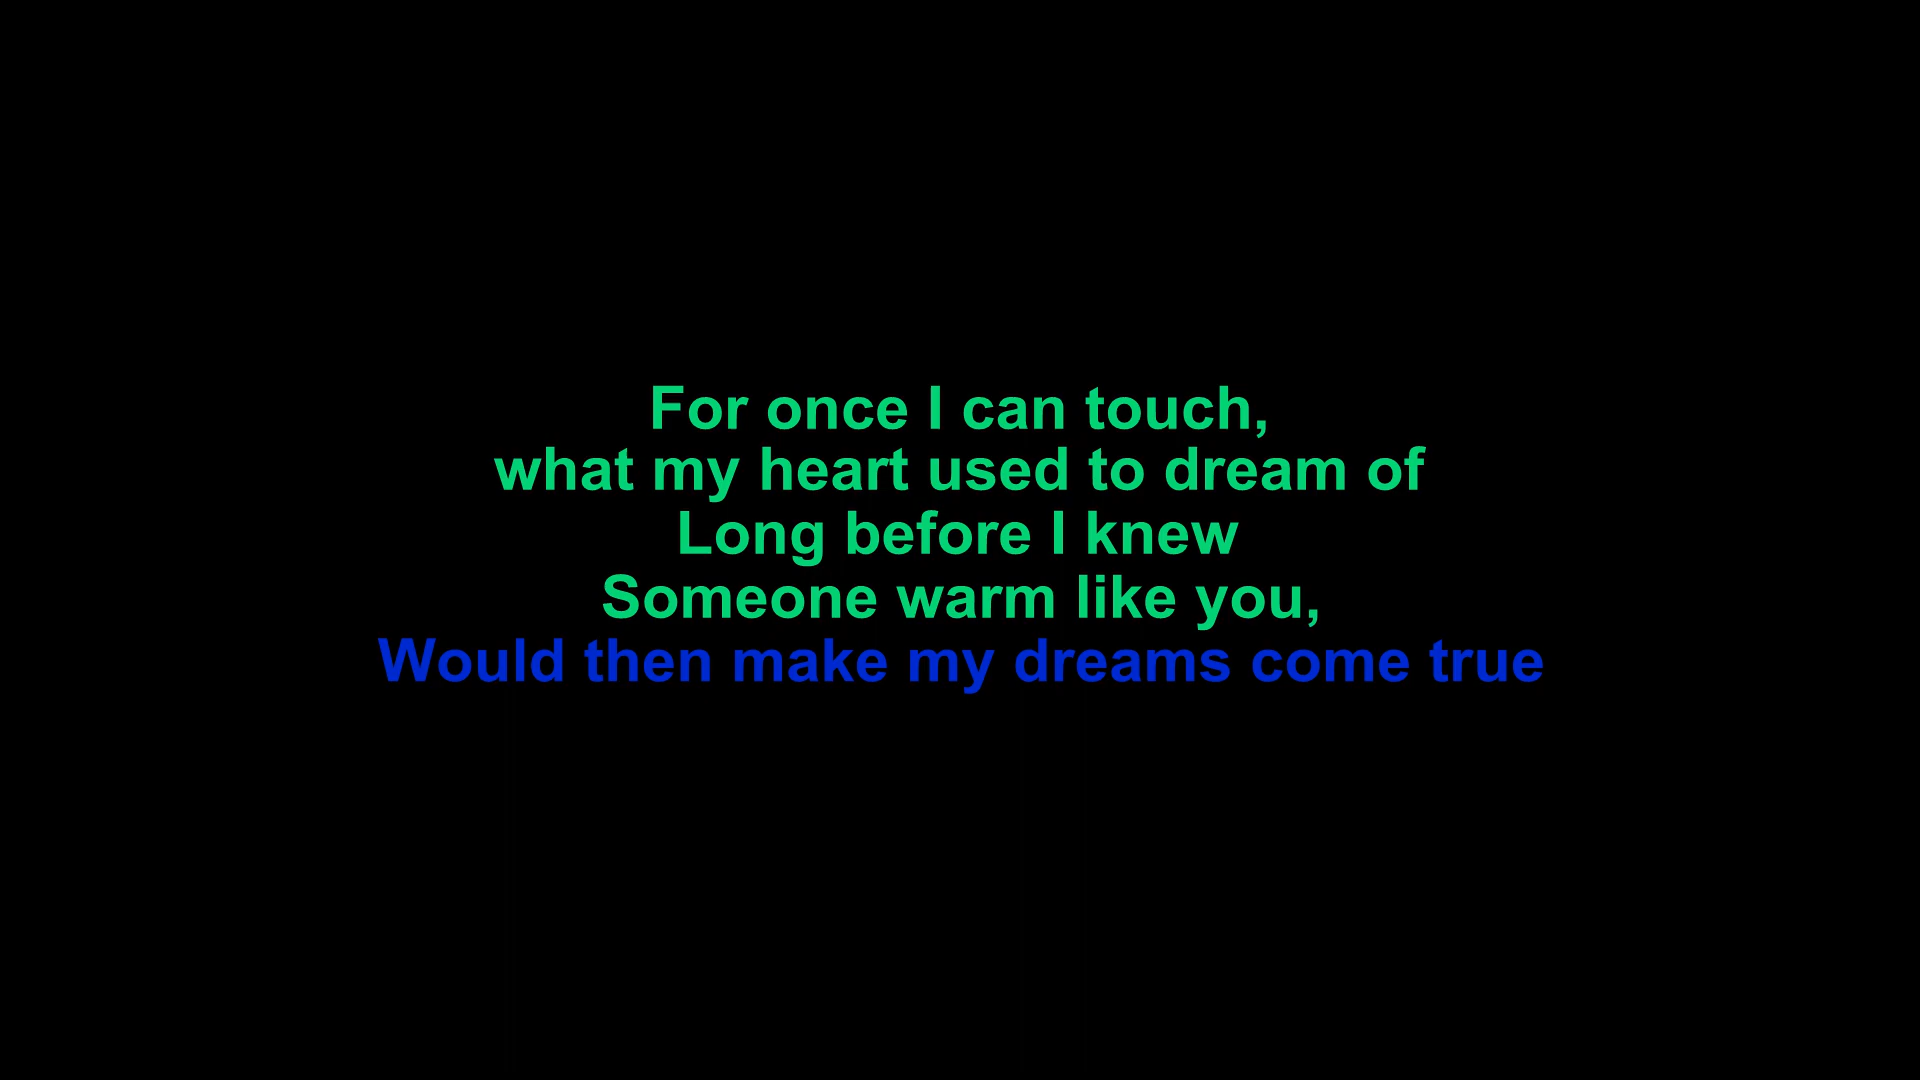 For once I can touch,
what my heart used to dream of
Long before I knew
Someone warm like you,
Would then make my dreams come true